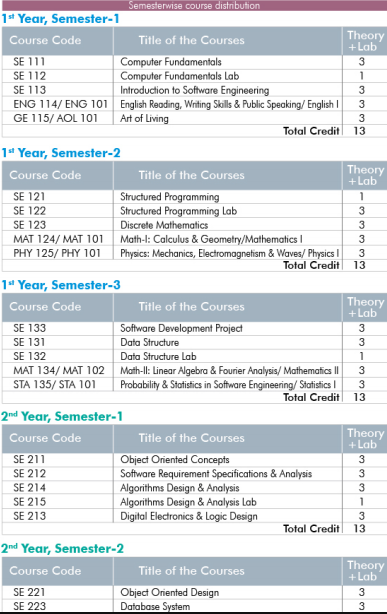 Semesterwise course distribution
1st Year, Semester-1
Course Code Title of the Courses Theory +Lab
SE 111 Computer Fundamentals 3
SE 112 Computer Fundamentals Lab 1
SE 113 Introduction to Software Engineering 3
ENG 114/ ENG 101 English Reading, Writing Skills & Public Speaking/ English I 3
GE 115/ AOL 101 Art of Living 3
Total Credit 13
1st Year, Semester-2
Course Code Title of the Courses Theory +Lab
SE 121 Structured Programming 1
SE 122 Structured Programming Lab 3
SE 123 Discrete Mathematics 3
MAT 124/ MAT 101 Math-I: Calculus & Geometry/Mathematics I 3
PHY 125/ PHY 101 Physics: Mechanics, Electromagnetism & Waves/ Physics I 3
Total Credit 13
1st Year, Semester-3
Course Code Title of the Courses Theory +Lab
SE 133 Software Development Project 3
SE 131 Data Structure 3
SE 132 Data Structure Lab 1
MAT 134/ MAT 102 Math-II: Linear Algebra & Fourier Analysis/ Mathematics II 3
STA 135/ STA 101 Probability & Statistics in Software Engineering/ Statistics I 3
Total Credit 13
2nd Year, Semester-1
Course Code Title of the Courses Theory +Lab
SE 211 Object Oriented Concepts 3
SE 212 Software Requirement Specifications & Analysis 3
SE 214 Algorithms Design & Analysis 3
SE 215 Algorithms Design & Analysis Lab 1
SE 213 Digital Electronics & Logic Design 3
Total Credit 13
2nd Year, Semester-2
Course Code Title of the Courses Theory +Lab
SE 221 Object Oriented Design 3
SE 223 Database System 3